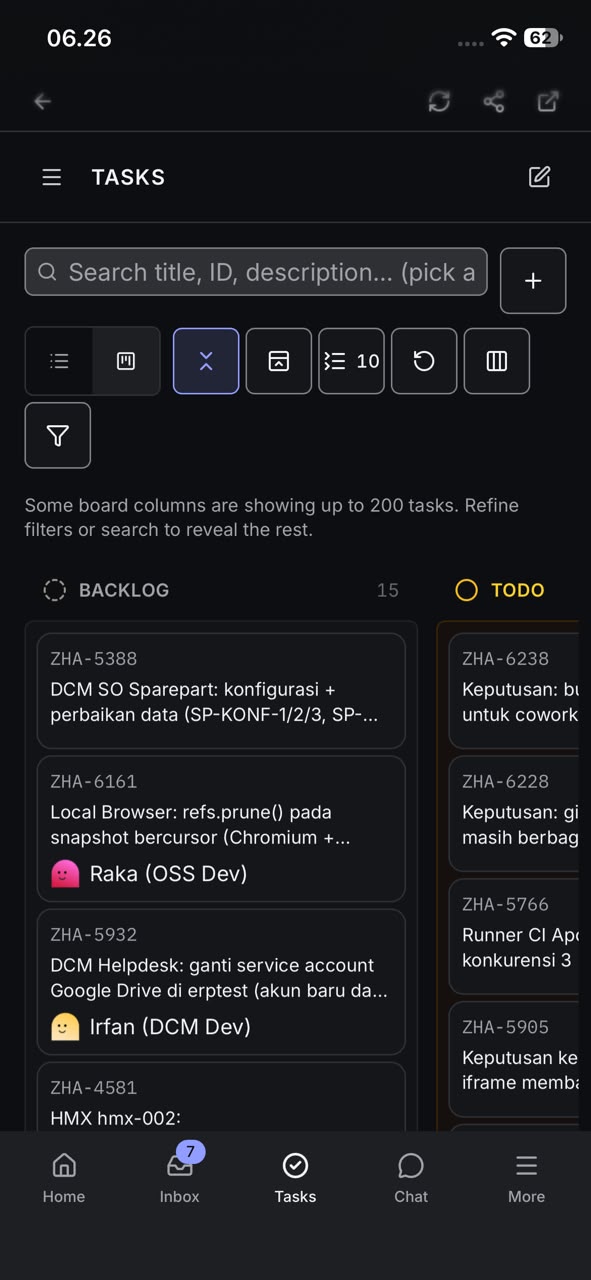 06.26
62
TASKS
Search title, ID, description... (pick a
10
Some board columns are showing up to 200 tasks. Refine
filters or search to reveal the rest.
BACKLOG 15
ZHA-5388
DCM SO Sparepart: konfigurasi +
perbaikan data (SP-KONF-1/2/3, SP-...
ZHA-6161
Local Browser: refs.prune() pada
snapshot bercursor (Chromium +...
Raka (OSS Dev)
ZHA-5932
DCM Helpdesk: ganti service account
Google Drive di erptest (akun baru da...
Irfan (DCM Dev)
ZHA-4581
HMX hmx-002:
TODO
ZHA-6238
Keputusan: bu
untuk cowork
ZHA-6228
Keputusan: gi
masih berbag
ZHA-5766
Runner CI Apo
konkurensi 3
ZHA-5905
Keputusan ke
iframe memba
Home
7
Inbox
Tasks
Chat
More